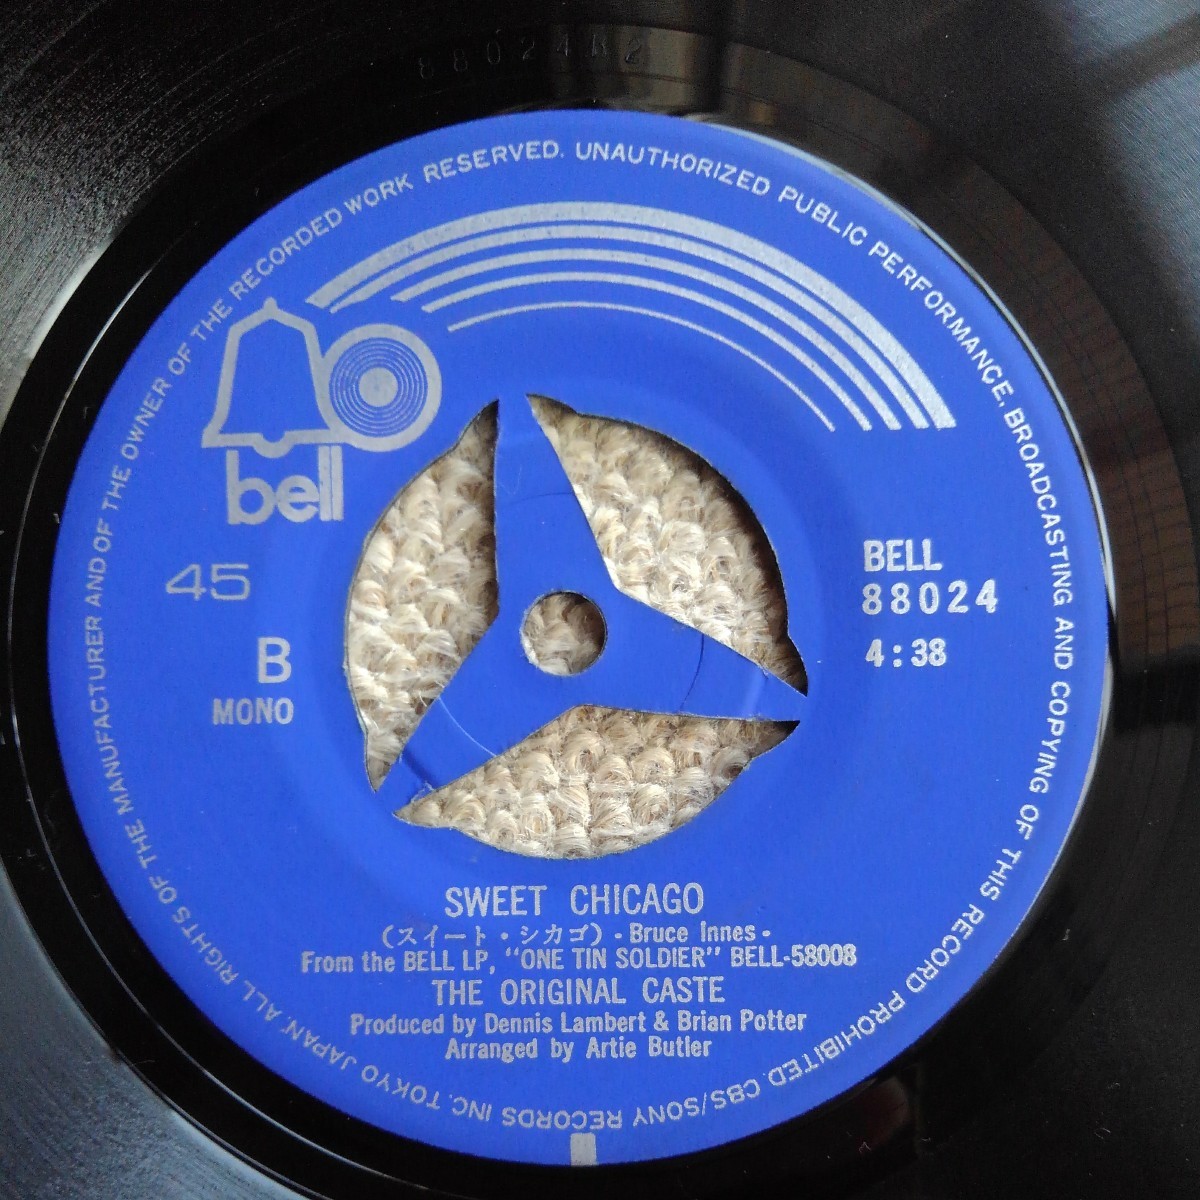 88024B2
ALL RIGHTS OF THE MANUFACTURER AND OF THE OWNER OF THE RECORDED WORK RESERVED. UNAUTHORIZED PUBLIC PERFORMANCE, BROADCASTING AND COPYING OF THIS RECORD PROHIBITED. CBS/SONY RECORDS INC. TOKYO JAPAN.
bell
45
B
MONO
BELL
88024
4:38
SWEET CHICAGO
(スイート・シカゴ) - Bruce Innes -
From the BELL LP, "ONE TIN SOLDIER" BELL-58008
THE ORIGINAL CASTE
Produced by Dennis Lambert & Brian Potter
Arranged by Artie Butler